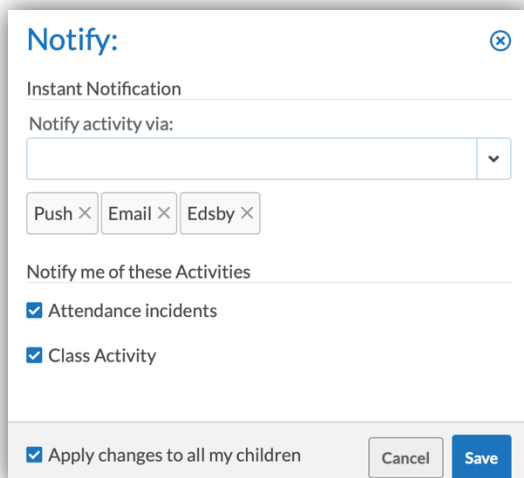 Notify:
Instant Notification
Notify activity via:
Push Email Edsby
Notify me of these Activities
Attendance incidents
Class Activity
Apply changes to all my children Cancel Save